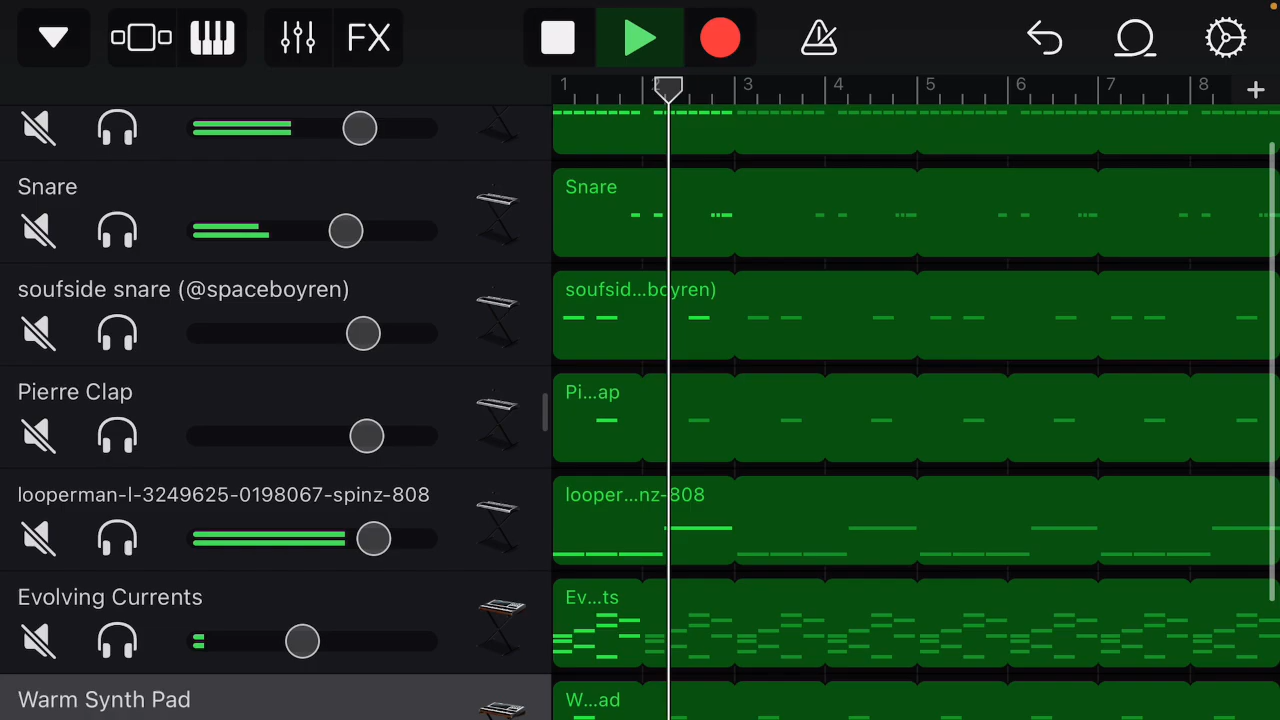 FX
1 2 3 4 5 6 7 8
Snare
Snare
soufside snare (@spaceboyren)
soufsid...boyren)
Pierre Clap
Pi...ap
looperman-l-3249625-0198067-spinz-808
looper...nz-808
Evolving Currents
Ev...ts
Warm Synth Pad
W...ad